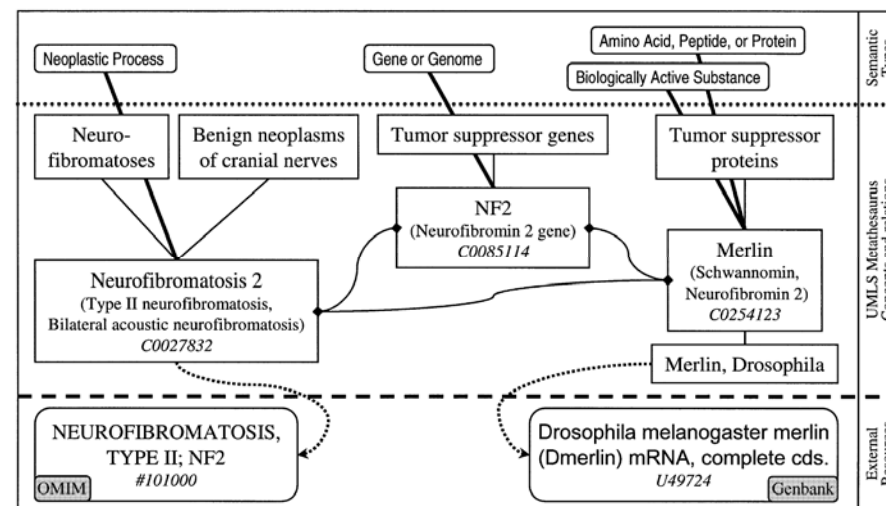 Neoplastic Process
Gene or Genome
Amino Acid, Peptide, or Protein
Biologically Active Substance
Semantic
Neuro-
fibromatoses
Benign neoplasms
of cranial nerves
Tumor suppressor genes
Tumor suppressor
proteins
NF2
(Neurofibromin 2 gene)
C0085114
Neurofibromatosis 2
(Type II neurofibromatosis,
Bilateral acoustic neurofibromatosis)
C0027832
Merlin
(Schwannomin,
Neurofibromin 2)
C0254123
Merlin, Drosophila
UMLS Metathesaurus
NEUROFIBROMATOSIS,
TYPE II; NF2
#101000
OMIM
Drosophila melanogaster merlin
(Dmerlin) mRNA, complete cds.
U49724
Genbank
External